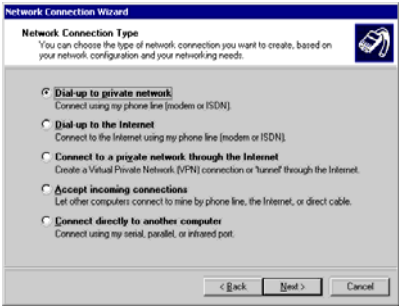 Network Connection Wizard
Network Connection Type
You can choose the type of network connection you want to create, based on
your network configuration and your networking needs.
Dial-up to private network
Connect using my phone line (modem or ISDN).
Dial-up to the Internet
Connect to the Internet using my phone line (modem or ISDN).
Connect to a private network through the Internet
Create a Virtual Private Network (VPN) connection or 'tunnel' through the Internet.
Accept incoming connections
Let other computers connect to mine by phone line, the Internet, or direct cable.
Connect directly to another computer
Connect using my serial, parallel, or infrared port.
< Back
Next >
Cancel